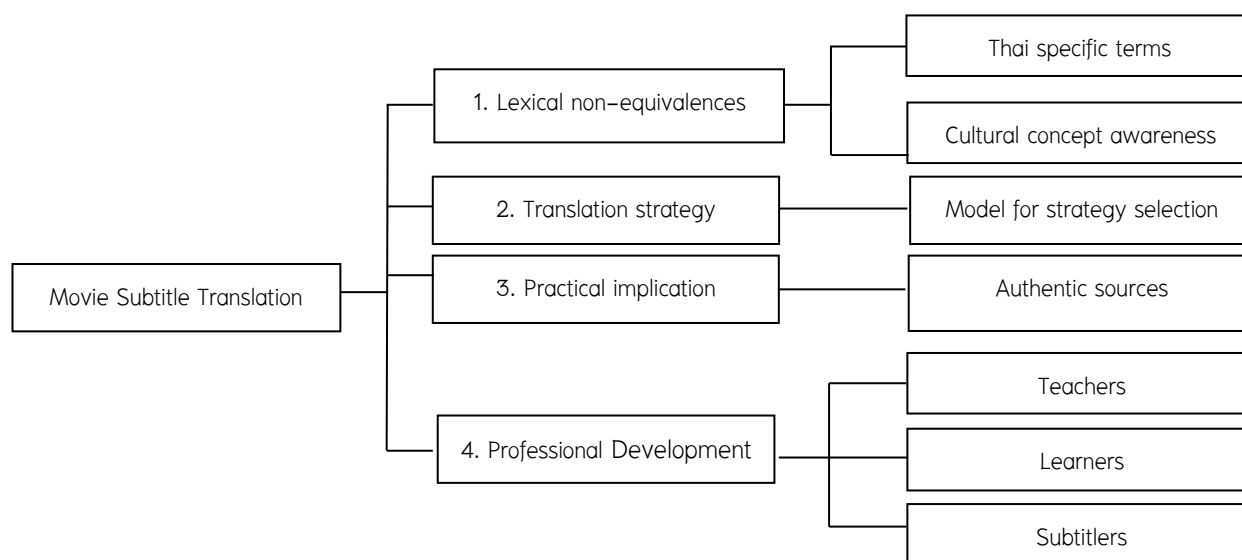 Movie Subtitle Translation
1. Lexical non-equivalences
Thai specific terms
Cultural concept awareness
2. Translation strategy
Model for strategy selection
3. Practical implication
Authentic sources
4. Professional Development
Teachers
Learners
Subtitlers